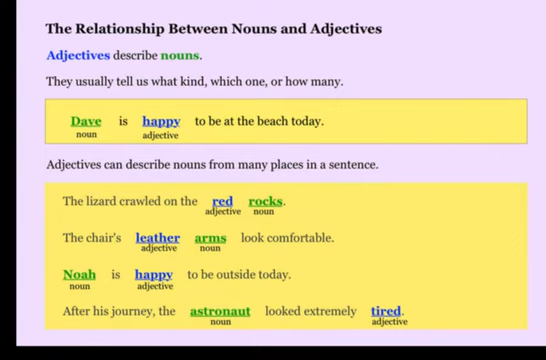 The Relationship Between Nouns and Adjectives
Adjectives describe nouns.
They usually tell us what kind, which one, or how many.
Dave is happy to be at the beach today.
noun adjective
Adjectives can describe nouns from many places in a sentence.
The lizard crawled on the red rocks.
adjective noun
The chair's leather arms look comfortable.
adjective noun
Noah is happy to be outside today.
noun adjective
After his journey, the astronaut looked extremely tired.
noun adjective